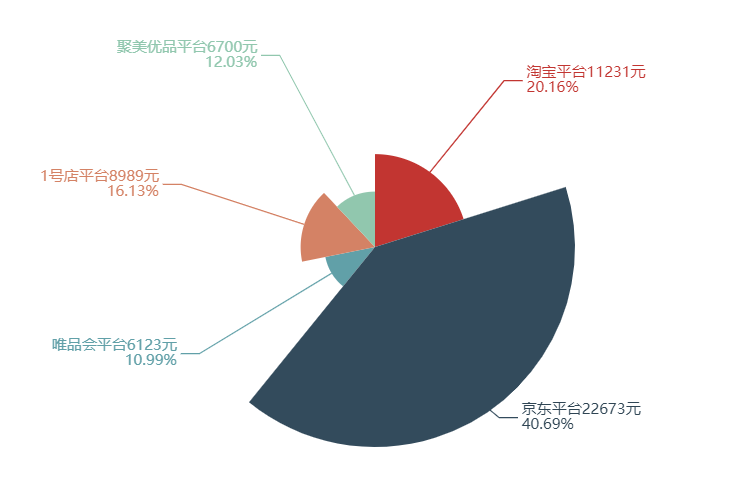 聚美优品平台6700元
12.03%
淘宝平台11231元
20.16%
1号店平台8989元
16.13%
唯品会平台6123元
10.99%
京东平台22673元
40.69%